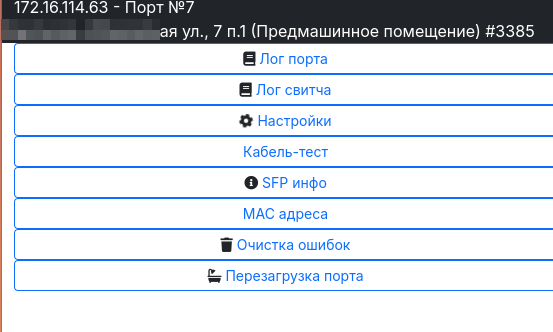 172.16.114.63 - Порт №7
ая ул., 7 п.1 (Предмашинное помещение) #3385
Лог порта
Лог свитча
Настройки
Кабель-тест
SFP инфо
MAC адреса
Очистка ошибок
Перезагрузка порта